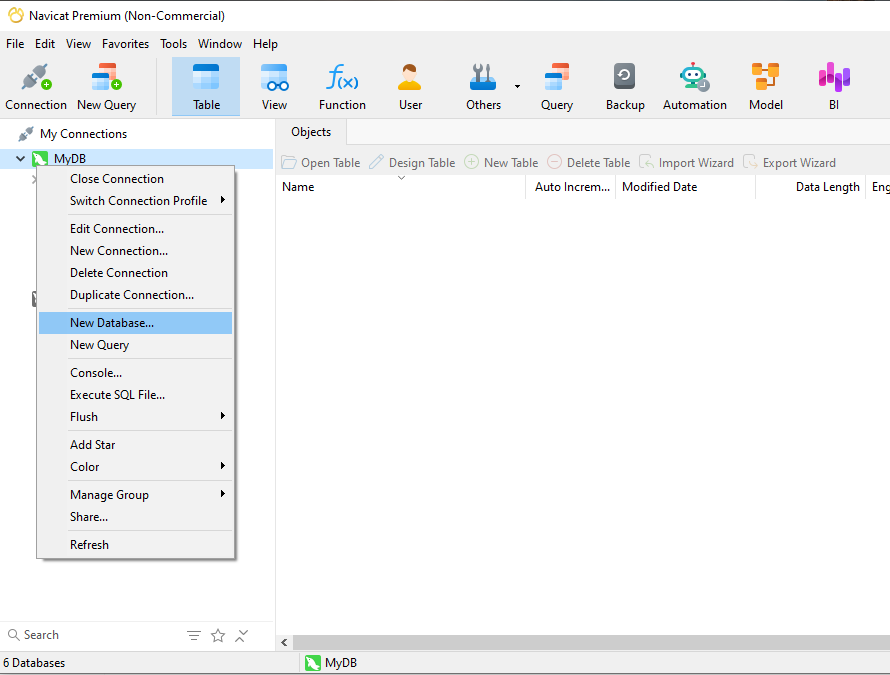 Navicat Premium (Non-Commercial)
File Edit View Favorites Tools Window Help
Connection New Query Table View Function User Others Query Backup Automation Model BI
f(x)
My Connections
Objects
MyDB
Open Table Design Table New Table Delete Table Import Wizard Export Wizard
Name Auto Increm... Modified Date Data Length Eng
Close Connection
Switch Connection Profile
Edit Connection...
New Connection...
Delete Connection
Duplicate Connection...
New Database...
New Query
Console...
Execute SQL File...
Flush
Add Star
Color
Manage Group
Share...
Refresh
Search
6 Databases MyDB